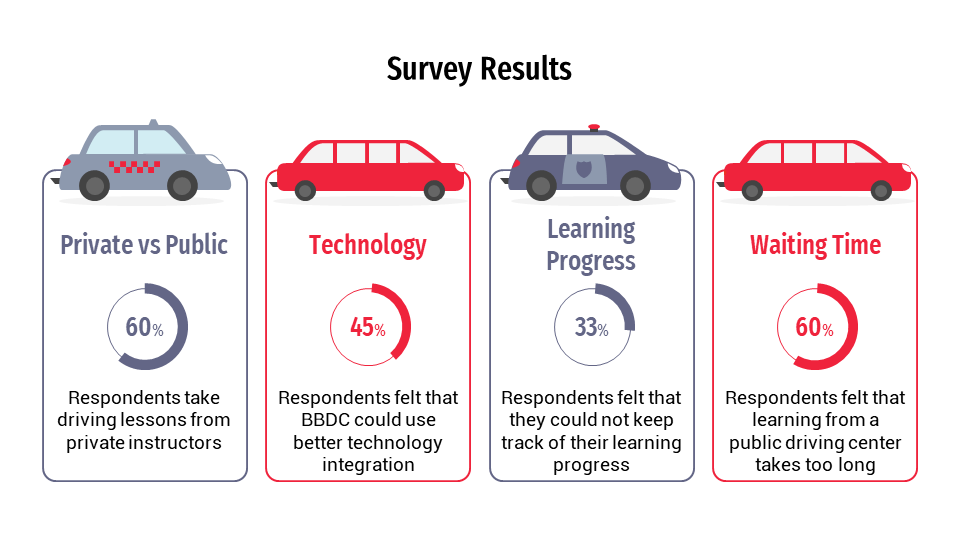 Survey Results
Private vs Public
60%
Respondents take
driving lessons from
private instructors
Technology
45%
Respondents felt that
BBDC could use
better technology
integration
Learning
Progress
33%
Respondents felt that
they could not keep
track of their learning
progress
Waiting Time
60%
Respondents felt that
learning from a
public driving center
takes too long